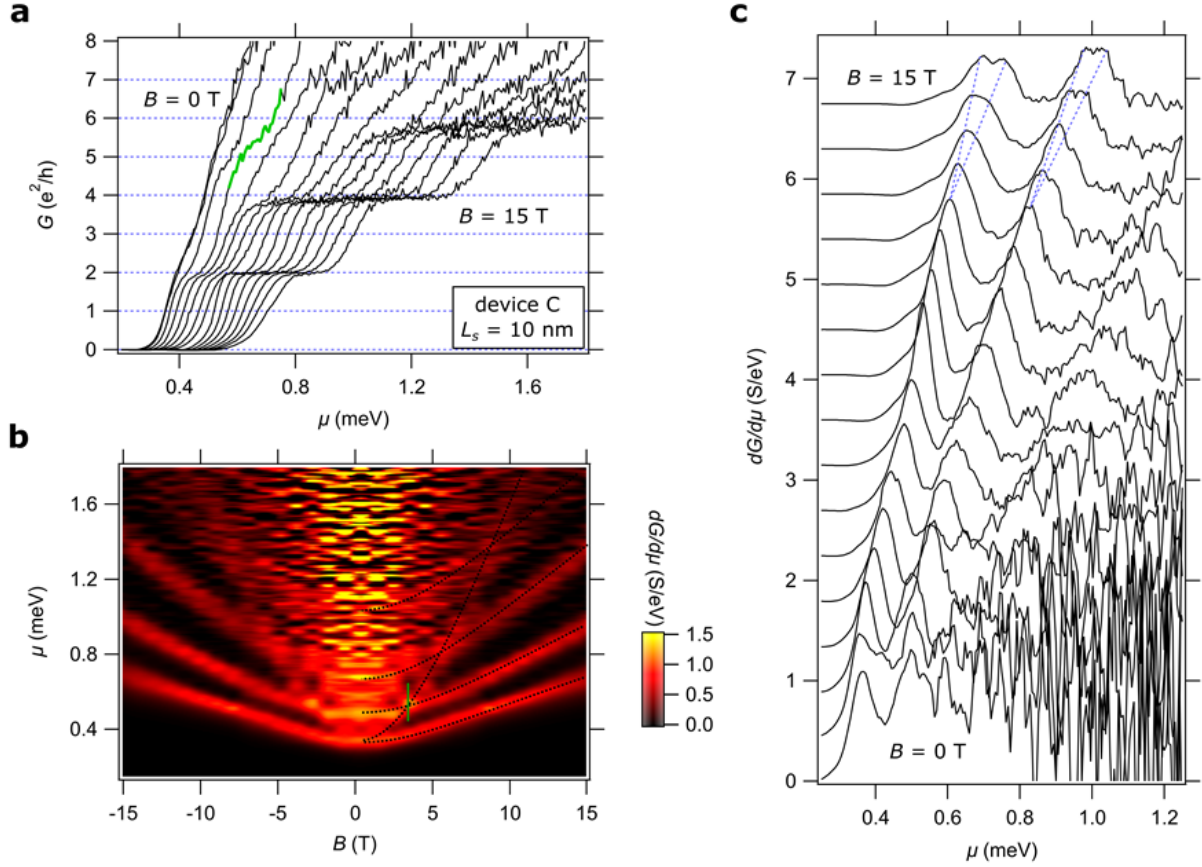 a
8
7
6
5
4
3
2
1
0
G (e²/h)
B = 0 T
B = 15 T
device C
Lₛ = 10 nm
0.4
0.8
1.2
1.6
μ (meV)
b
1.6
1.2
0.8
0.4
μ (meV)
-15
-10
-5
0
5
10
15
B (T)
dG/dμ (S/eV)
1.5
1.0
0.5
0.0
c
B = 15 T
7
6
5
4
3
2
1
0
dG/dμ (S/eV)
B = 0 T
0.4
0.6
0.8
1.0
1.2
μ (meV)